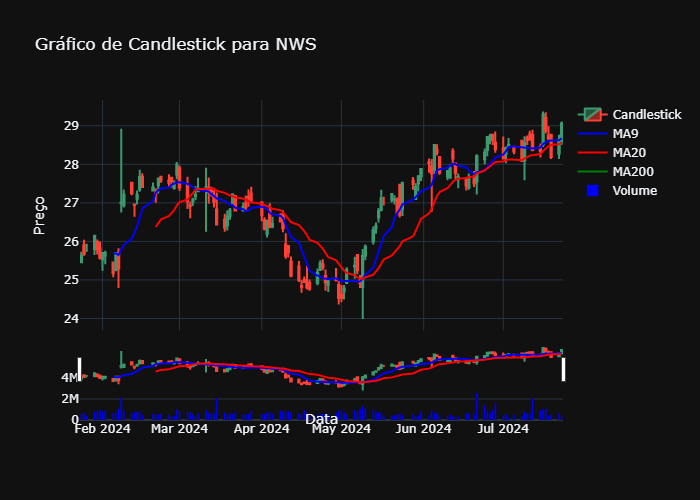 Gráfico de Candlestick para NWS
Candlestick
MA9
MA20
MA200
Volume
Preço
29
28
27
26
25
24
4M
2M
0
Data
Feb 2024
Mar 2024
Apr 2024
May 2024
Jun 2024
Jul 2024